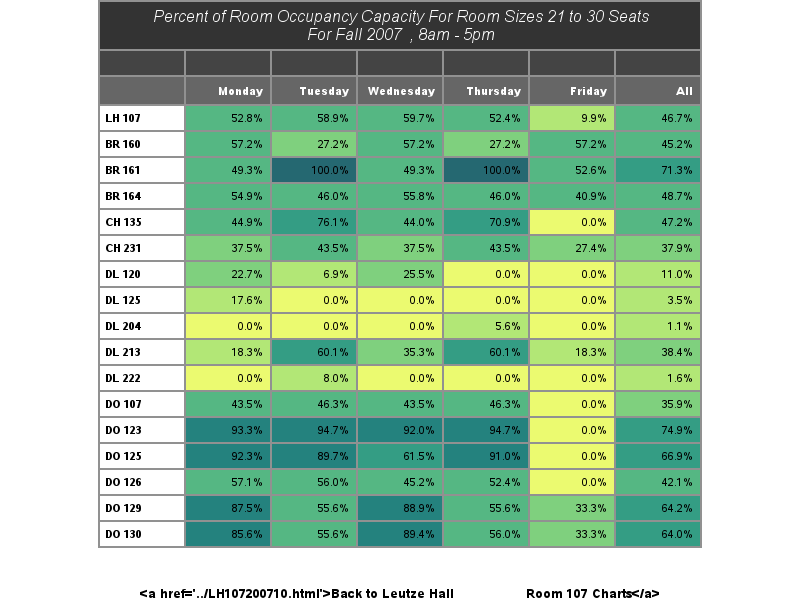 Percent of Room Occupancy Capacity For Room Sizes 21 to 30 Seats
For Fall 2007 , 8am - 5pm
Monday Tuesday Wednesday Thursday Friday All
LH 107 52.8% 58.9% 59.7% 52.4% 9.9% 46.7%
BR 160 57.2% 27.2% 57.2% 27.2% 57.2% 45.2%
BR 161 49.3% 100.0% 49.3% 100.0% 52.6% 71.3%
BR 164 54.9% 46.0% 55.8% 46.0% 40.9% 48.7%
CH 135 44.9% 76.1% 44.0% 70.9% 0.0% 47.2%
CH 231 37.5% 43.5% 37.5% 43.5% 27.4% 37.9%
DL 120 22.7% 6.9% 25.5% 0.0% 0.0% 11.0%
DL 125 17.6% 0.0% 0.0% 0.0% 0.0% 3.5%
DL 204 0.0% 0.0% 0.0% 5.6% 0.0% 1.1%
DL 213 18.3% 60.1% 35.3% 60.1% 18.3% 38.4%
DL 222 0.0% 8.0% 0.0% 0.0% 0.0% 1.6%
DO 107 43.5% 46.3% 43.5% 46.3% 0.0% 35.9%
DO 123 93.3% 94.7% 92.0% 94.7% 0.0% 74.9%
DO 125 92.3% 89.7% 61.5% 91.0% 0.0% 66.9%
DO 126 57.1% 56.0% 45.2% 52.4% 0.0% 42.1%
DO 129 87.5% 55.6% 88.9% 55.6% 33.3% 64.2%
DO 130 85.6% 55.6% 89.4% 56.0% 33.3% 64.0%
<a href='../LH107200710.html'>Back to Leutze Hall Room 107 Charts</a>